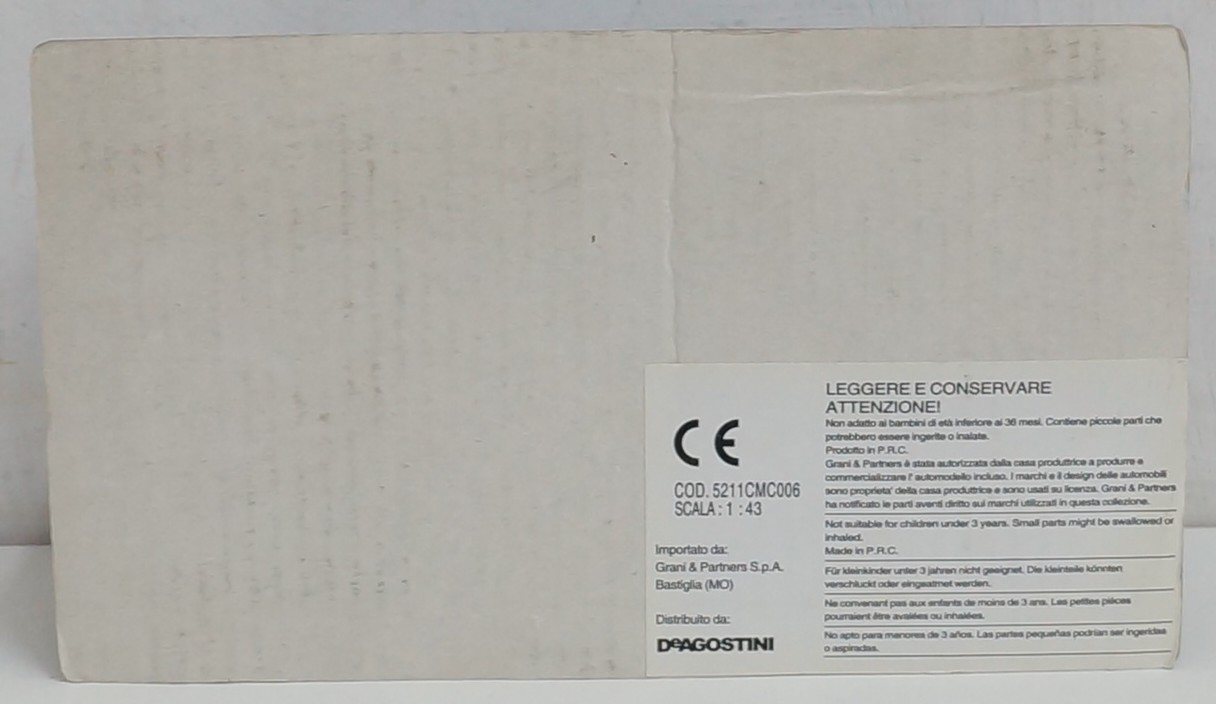 CE
COD. 5211CMC006
SCALA : 1 : 43
Importato da:
Grani & Partners S.p.A.
Bastiglia (MO)
Distribuito da:
DeAGOSTINI
LEGGERE E CONSERVARE
ATTENZIONE!
Non adatto ai bambini di età inferiore ai 36 mesi. Contiene piccole parti che
potrebbero essere ingerite o inalate.
Prodotto in P.R.C.
Grani & Partners è stata autorizzata dalla casa produttrice a produrre e
commercializzare l' automodello incluso. I marchi e il design delle automobili
sono proprieta' della casa produttrice e sono usati su licenza. Grani & Partners
ha notificato le parti aventi diritto sui marchi utilizzati in questa collezione.
Not suitable for children under 3 years. Small parts might be swallowed or
inhaled.
Made in P.R.C.
Für kleinkinder unter 3 jahren nicht geeignet. Die kleinteile könnten
verschluckt oder eingeatmet werden.
Ne convenant pas aux enfants de moins de 3 ans. Les petites pièces
pourraient être avalées ou inhalées.
No apto para menores de 3 años. Las partes pequeñas podrían ser ingeridas
o aspiradas.